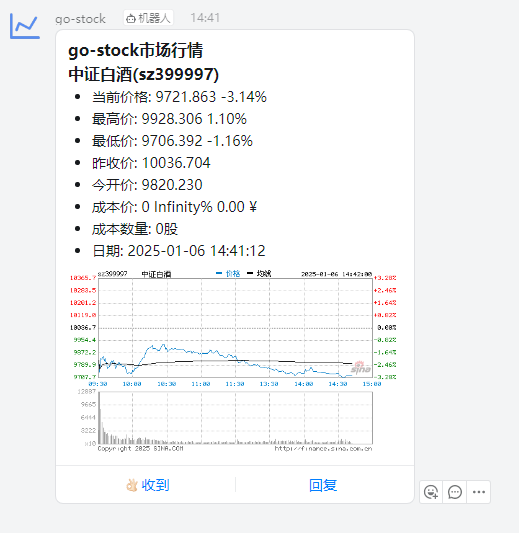 go-stock 机器人 14:41
go-stock市场行情
中证白酒(sz399997)
当前价格: 9721.863 -3.14%
最高价: 9928.306 1.10%
最低价: 9706.392 -1.16%
昨收价: 10036.704
今开价: 9820.230
成本价: 0 Infinity% 0.00 ¥
成本数量: 0股
日期: 2025-01-06 14:41:12
sz399997 中证白酒 价格 均线 2025-01-06 14:42:00
10365.7 +3.28%
10283.5 +2.46%
10201.2 +1.64%
10119.0 +0.82%
10036.7 0.00%
9954.4 -0.82%
9872.2 -1.64%
9789.9 -2.46%
9707.7 -3.28%
09:30 10:00 10:30 11:00 11:30 13:30 14:00 14:30 15:00
sina
12887
9665
6444
3222
x10
Copyright 2025 SINA.COM http://finance.sina.com.cn
收到 回复